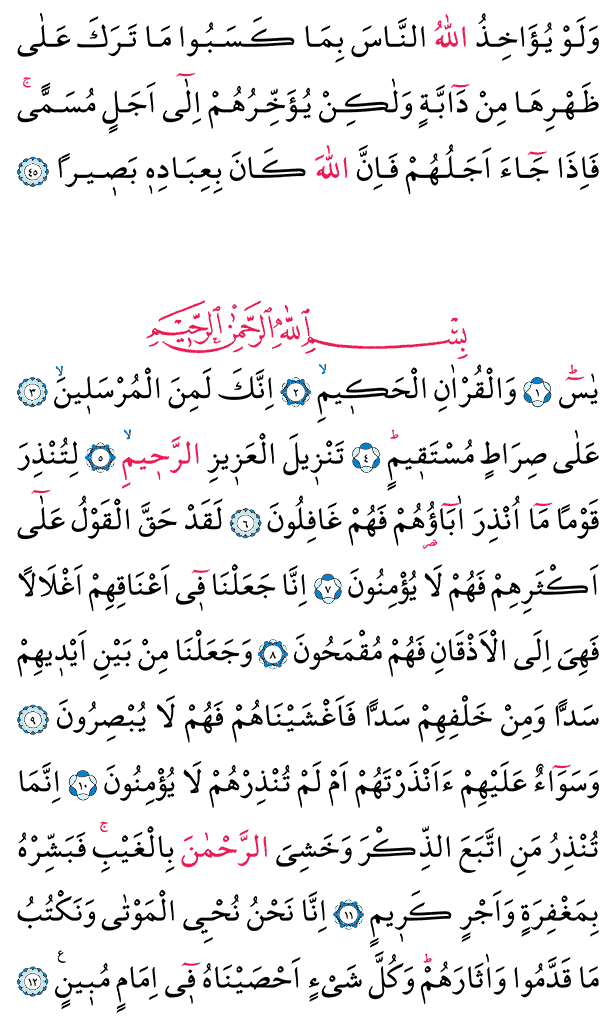 وَلَوْ يُؤَاخِذُ اللّٰهُ النَّاسَ بِمَا كَسَبُوا مَا تَرَكَ عَلٰى
ظَهْرِهَا مِنْ دَٓابَّةٍ وَلٰكِنْ يُؤَخِّرُهُمْ اِلٰٓى اَجَلٍ مُسَمًّىۚ
فَاِذَا جَٓاءَ اَجَلُهُمْ فَاِنَّ اللّٰهَ كَانَ بِعِبَادِه۪ بَص۪يرًا ﴿٤٥﴾
بِسْمِ اللّٰهِ الرَّحْمٰنِ الرَّح۪يمِ
يٰسٓۜ ﴿١﴾ وَالْقُرْاٰنِ الْحَك۪يمِۙ ﴿٢﴾ اِنَّكَ لَمِنَ الْمُرْسَل۪ينَۙ ﴿٣﴾
عَلٰى صِرَاطٍ مُسْتَق۪يمٍۜ ﴿٤﴾ تَنْز۪يلَ الْعَز۪يزِ الرَّح۪يمِۙ ﴿٥﴾ لِتُنْذِرَ
قَوْمًا مَٓا اُنْذِرَ اٰبَٓاؤُ۬هُمْ فَهُمْ غَافِلُونَ ﴿٦﴾ لَقَدْ حَقَّ الْقَوْلُ عَلٰٓى
اَكْثَرِهِمْ فَهُمْ لَا يُؤْمِنُونَ ﴿٧﴾ اِنَّا جَعَلْنَا ف۪ٓي اَعْنَاقِهِمْ اَغْلَالًا
فَهِيَ اِلَى الْاَذْقَانِ فَهُمْ مُقْمَحُونَ ﴿٨﴾ وَجَعَلْنَا مِنْ بَيْنِ اَيْد۪يهِمْ
سَدًّا وَمِنْ خَلْفِهِمْ سَدًّا فَاَغْشَيْنَاهُمْ فَهُمْ لَا يُبْصِرُونَ ﴿٩﴾
وَسَوَٓاءٌ عَلَيْهِمْ ءَاَنْذَرْتَهُمْ اَمْ لَمْ تُنْذِرْهُمْ لَا يُؤْمِنُونَ ﴿١٠﴾ اِنَّمَا
تُنْذِرُ مَنِ اتَّبَعَ الذِّكْرَ وَخَشِيَ الرَّحْمٰنَ بِالْغَيْبِۚ فَبَشِّرْهُ
بِمَغْفِرَةٍ وَاَجْرٍ كَر۪يمٍ ﴿١١﴾ اِنَّا نَحْنُ نُحْيِ الْمَوْتٰى وَنَكْتُبُ
مَا قَدَّمُوا وَاٰثَارَهُمْۜ وَكُلَّ شَيْءٍ اَحْصَيْنَاهُ ف۪ٓي اِمَامٍ مُب۪ينٍ۟ ﴿١٢﴾